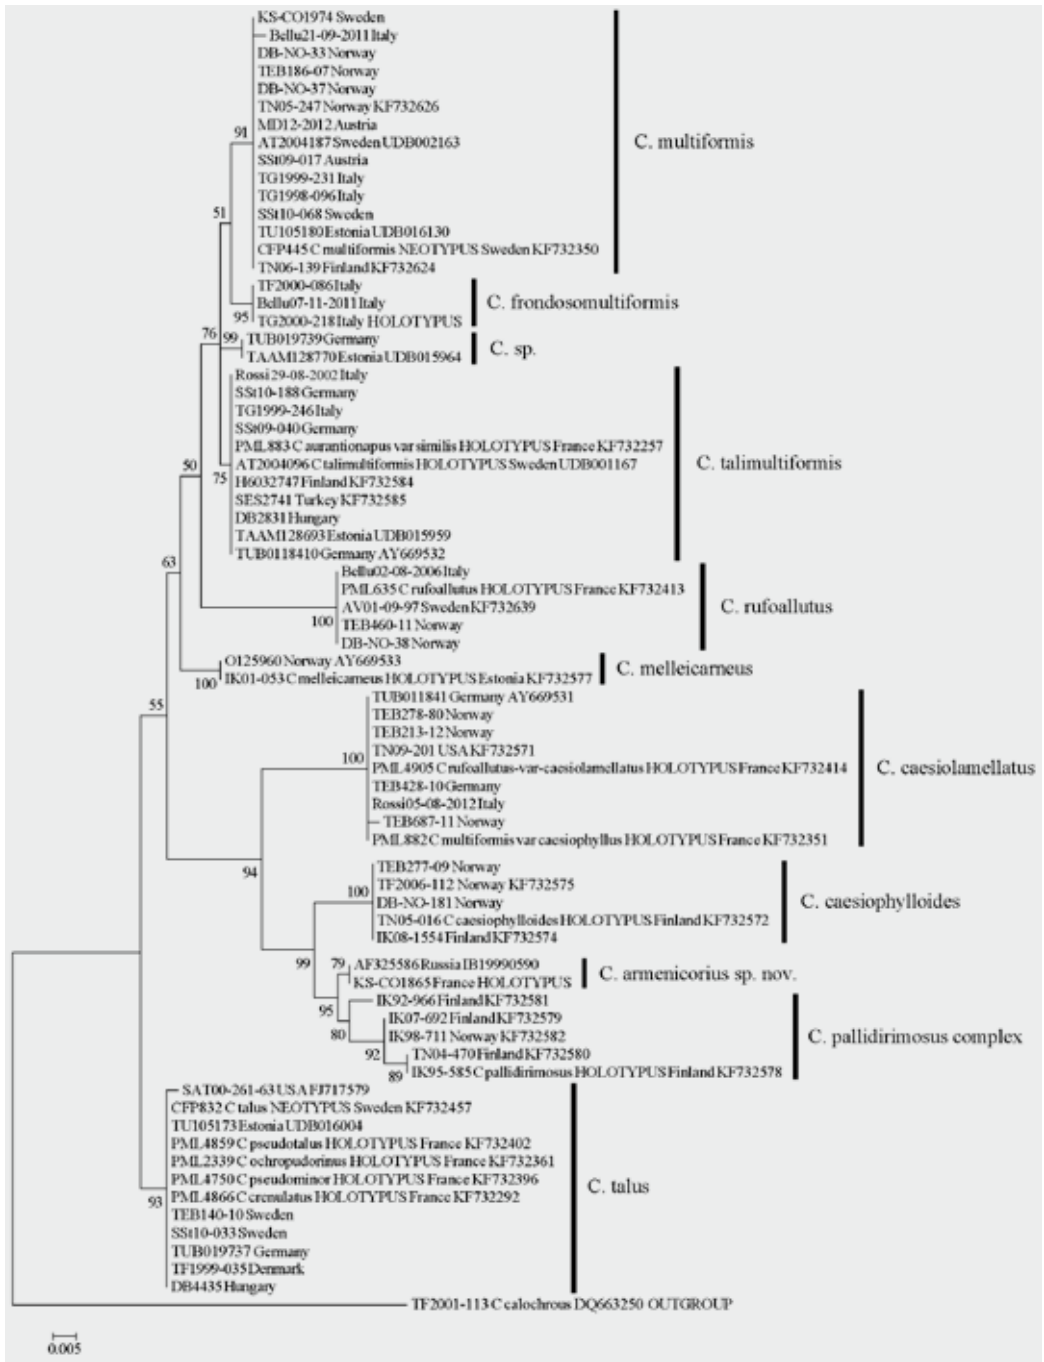 KS-CO1974 Sweden
Bellu21-09-2011 Italy
DB-NO-33 Norway
TEB186-07 Norway
DB-NO-37 Norway
TN05-247 Norway KF732626
MD12-2012 Austria
91
AT2004187 Sweden UDB002163
C. multiformis
SSt09-017 Austria
TG1999-231 Italy
TG1998-096 Italy
SSt10-068 Sweden
51
TU105180 Estonia UDB016130
CFP445 C multiformis NEOTYPUS Sweden KF732350
TN06-139 Finland KF732624
TF2000-086 Italy
Bellu07-11-2011 Italy
C. frondosomultiformis
95
TG2000-218 Italy HOLOTYPUS
76
99
TUB019739 Germany
C. sp.
TAAM128770 Estonia UDB015964
Rossi 29-08-2002 Italy
SSt10-188 Germany
TG1999-246 Italy
SSt09-040 Germany
PML883 C aurantionapus var similis HOLOTYPUS France KF732257
50
AT2004096 C talimultiformis HOLOTYPUS Sweden UDB001167
C. talimultiformis
75
H6032747 Finland KF732584
SES2741 Turkey KF732585
DB2831 Hungary
TAAM128693 Estonia UDB015959
TUB0118410 Germany AY669532
63
Bellu02-08-2006 Italy
PML635 C rufoallutus HOLOTYPUS France KF732413
AV01-09-97 Sweden KF732639
C. rufoallutus
100
TEB460-11 Norway
DB-NO-38 Norway
O125960 Norway AY669533
C. melleicarneus
100
IK01-053 C melleicarneus HOLOTYPUS Estonia KF732577
TUB011841 Germany AY669531
55
TEB278-80 Norway
TEB213-12 Norway
TN09-201 USA KF732571
100
PML4905 C rufoallutus-var-caesiolamellatus HOLOTYPUS France KF732414
C. caesiolamellatus
TEB428-10 Germany
Rossi05-08-2012 Italy
TEB687-11 Norway
PML882 C multiformis var caesiophyllus HOLOTYPUS France KF732351
94
TEB277-09 Norway
100
TF2006-112 Norway KF732575
DB-NO-181 Norway
C. caesiophylloides
TN05-016 C caesiophylloides HOLOTYPUS Finland KF732572
IK08-1554 Finland KF732574
99
79
AF325586 Russia IB19990590
C. armenicorius sp. nov.
KS-CO1865 France HOLOTYPUS
95
IK92-966 Finland KF732581
IK07-692 Finland KF732579
80
IK98-711 Norway KF732582
C. pallidirimosus complex
92
TN04-470 Finland KF732580
89
IK95-585 C pallidirimosus HOLOTYPUS Finland KF732578
SAT00-261-63 USA FJ717579
CFP832 C talus NEOTYPUS Sweden KF732457
TU105173 Estonia UDB016004
PML4859 C pseudotalus HOLOTYPUS France KF732402
PML2339 C ochropudorinus HOLOTYPUS France KF732361
PML4750 C pseudominor HOLOTYPUS France KF732396
C. talus
93
PML4866 C crenulatus HOLOTYPUS France KF732292
TEB140-10 Sweden
SSt10-033 Sweden
TUB019737 Germany
TF1999-035 Denmark
DB4435 Hungary
TF2001-113 C calochrous DQ663250 OUTGROUP
0.005